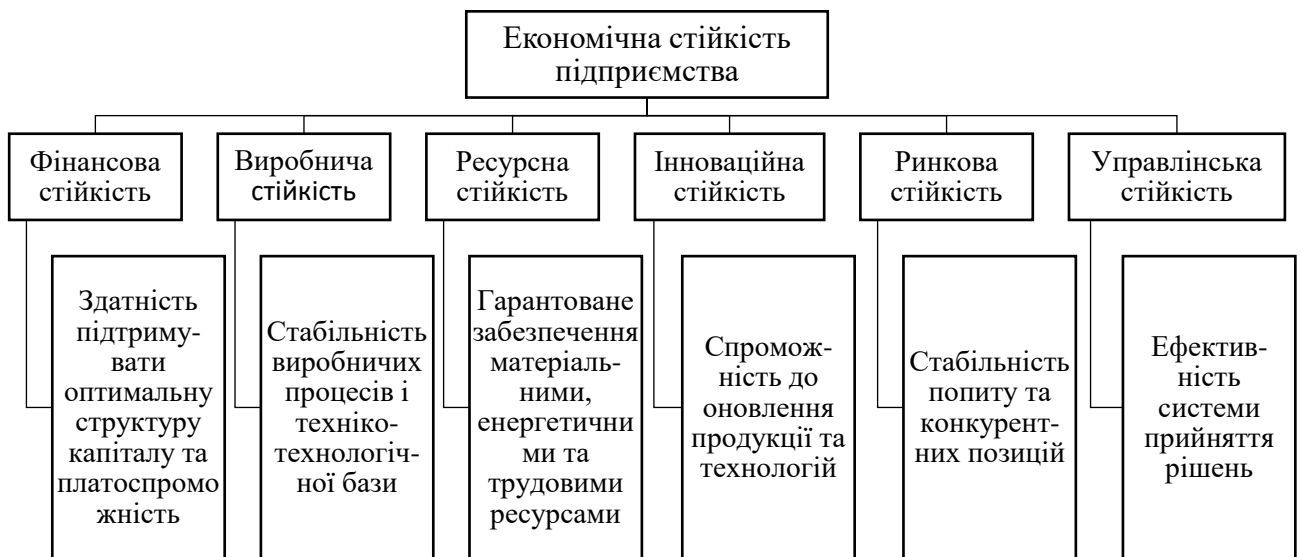 Економічна стійкість
підприємства
Фінансова
стійкість
Виробнича
стійкість
Ресурсна
стійкість
Інноваційна
стійкість
Ринкова
стійкість
Управлінська
стійкість
Здатність
підтриму-
вати
оптимальну
структуру
капіталу та
платоспромо
жність
Стабільність
виробничих
процесів і
техніко-
технологіч-
ної бази
Гарантоване
забезпечення
матеріаль-
ними,
енергетични
ми та
трудовими
ресурсами
Спромож-
ність до
оновлення
продукції та
технологій
Стабільність
попиту та
конкурент-
них позицій
Ефектив-
ність
системи
прийняття
рішень